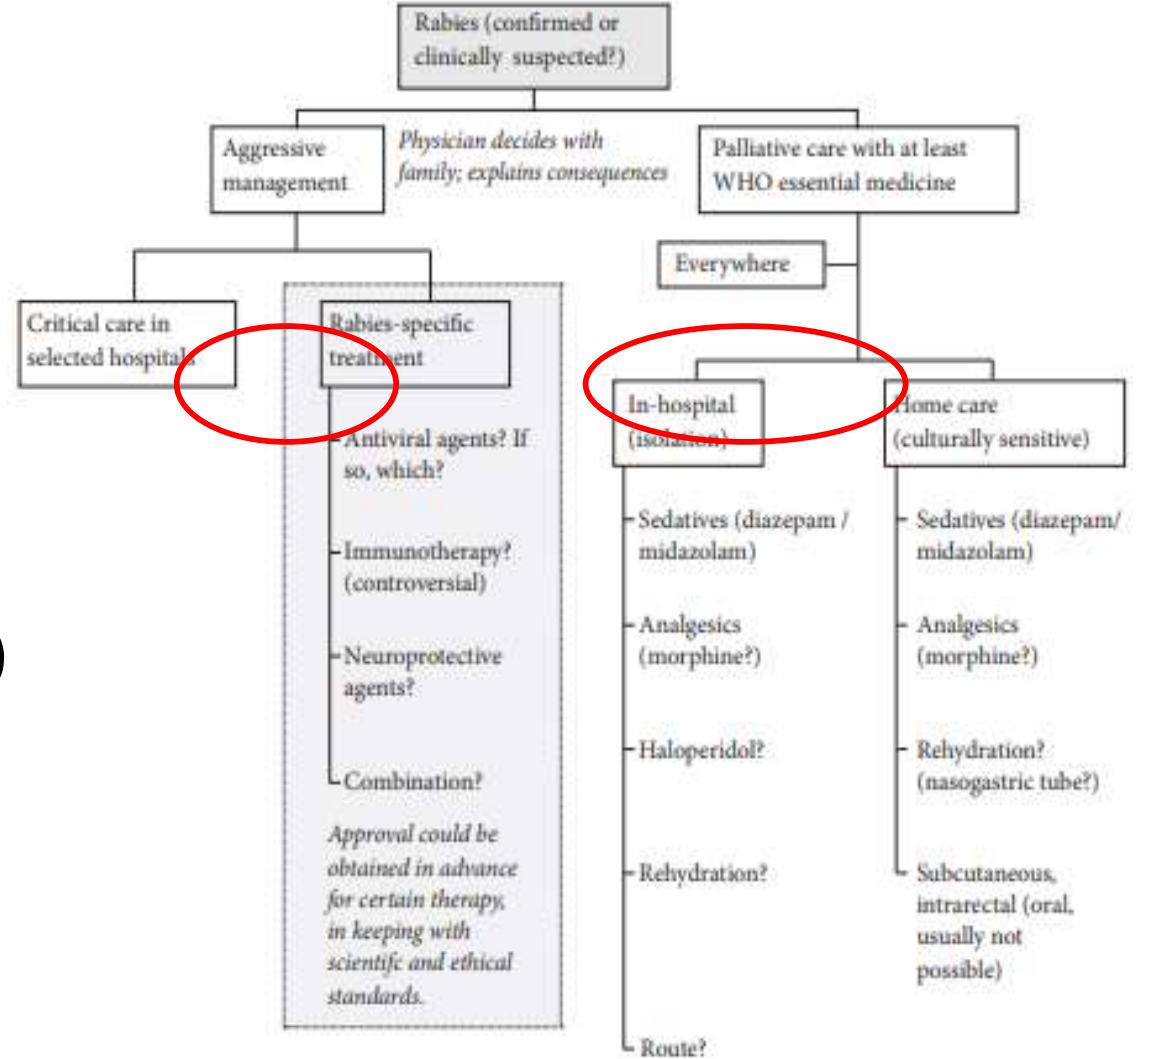 Rabies (confirmed or
clinically suspected?)
Aggressive
management
Physician decides with
family; explains consequences
Palliative care with at least
WHO essential medicine
Everywhere
Critical care in
selected hospitals
Rabies-specific
treatment
Antiviral agents? If
so, which?
Immunotherapy?
(controversial)
Neuroprotective
agents?
Combination?
Approval could be
obtained in advance
for certain therapy,
in keeping with
scientifc and ethical
standards.
In-hospital
(isolation)
Sedatives (diazepam /
midazolam)
Analgesics
(morphine?)
Haloperidol?
Rehydration?
Route?
Home care
(culturally sensitive)
Sedatives (diazepam/
midazolam)
Analgesics
(morphine?)
Rehydration?
(nasogastric tube?)
Subcutaneous,
intrarectal (oral,
usually not
possible)
)